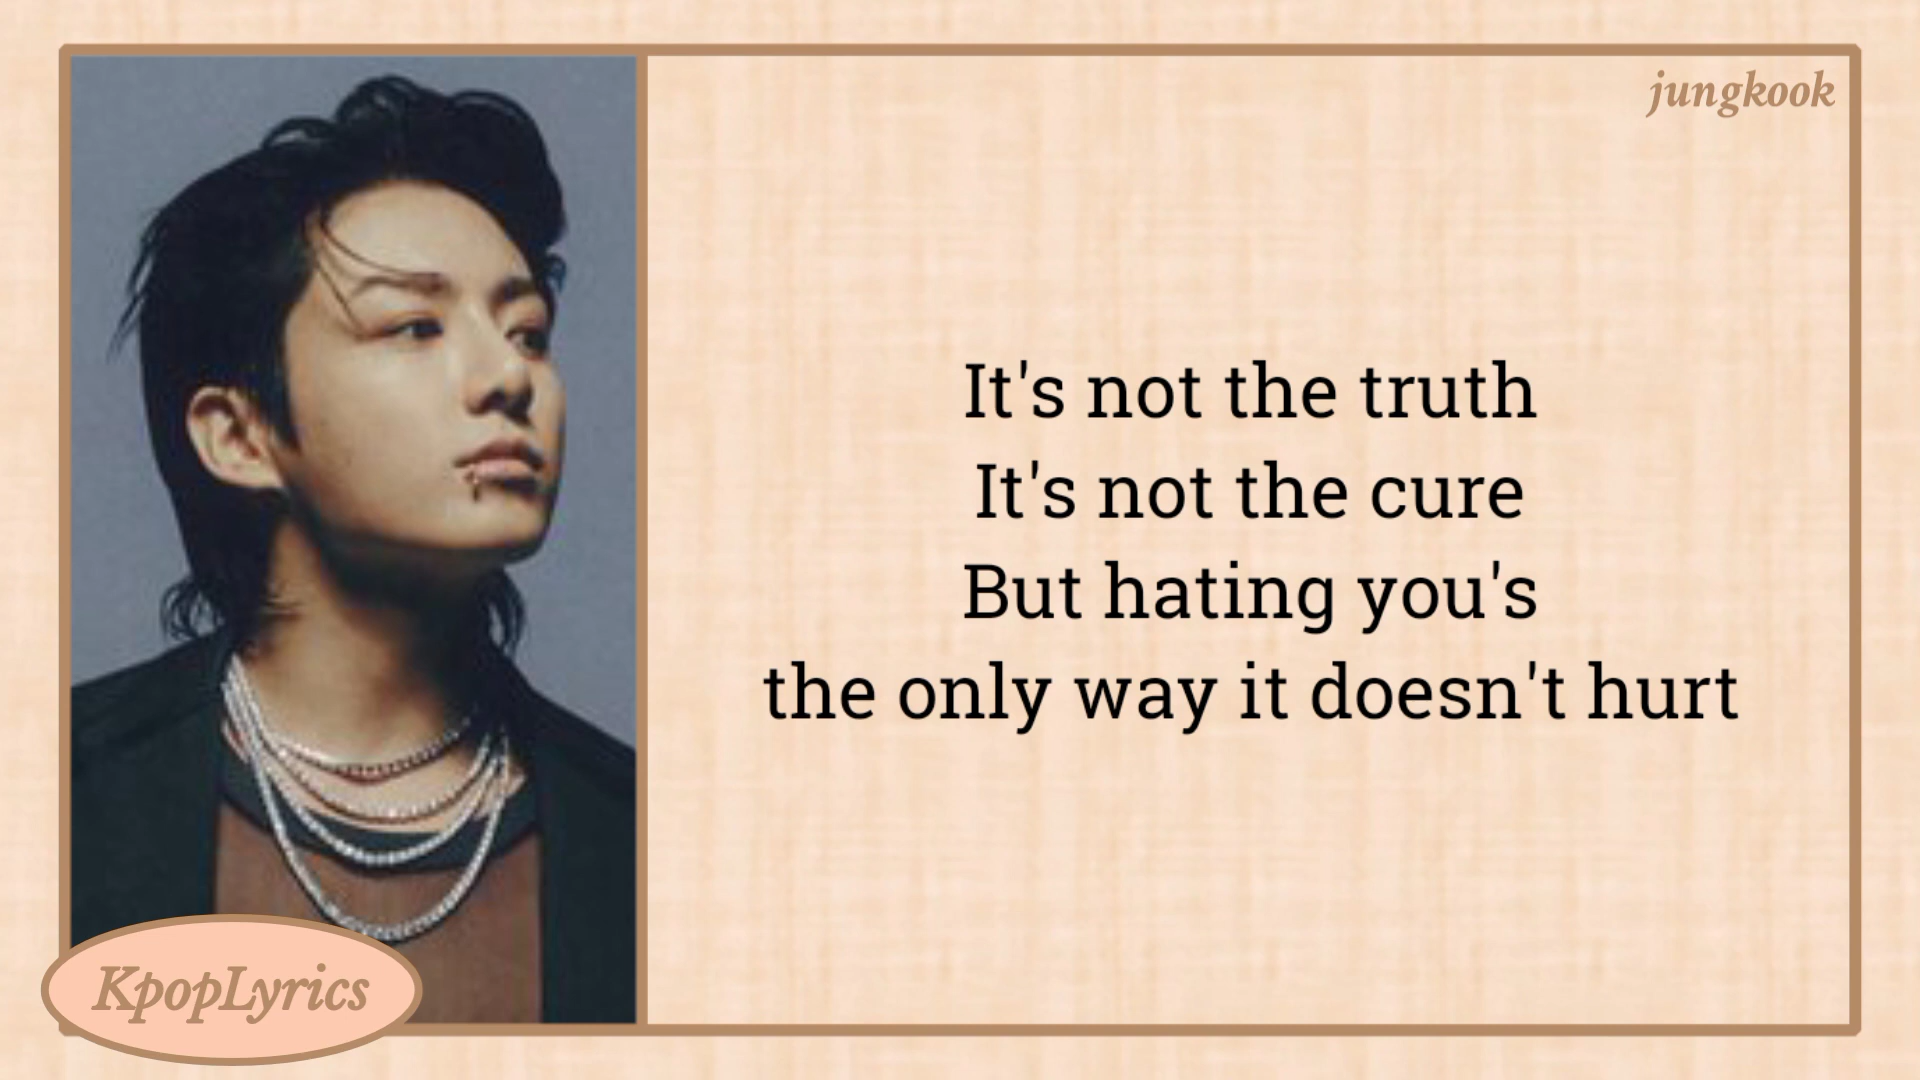 jungkook
It's not the truth
It's not the cure
But hating you's
the only way it doesn't hurt
KpopLyrics